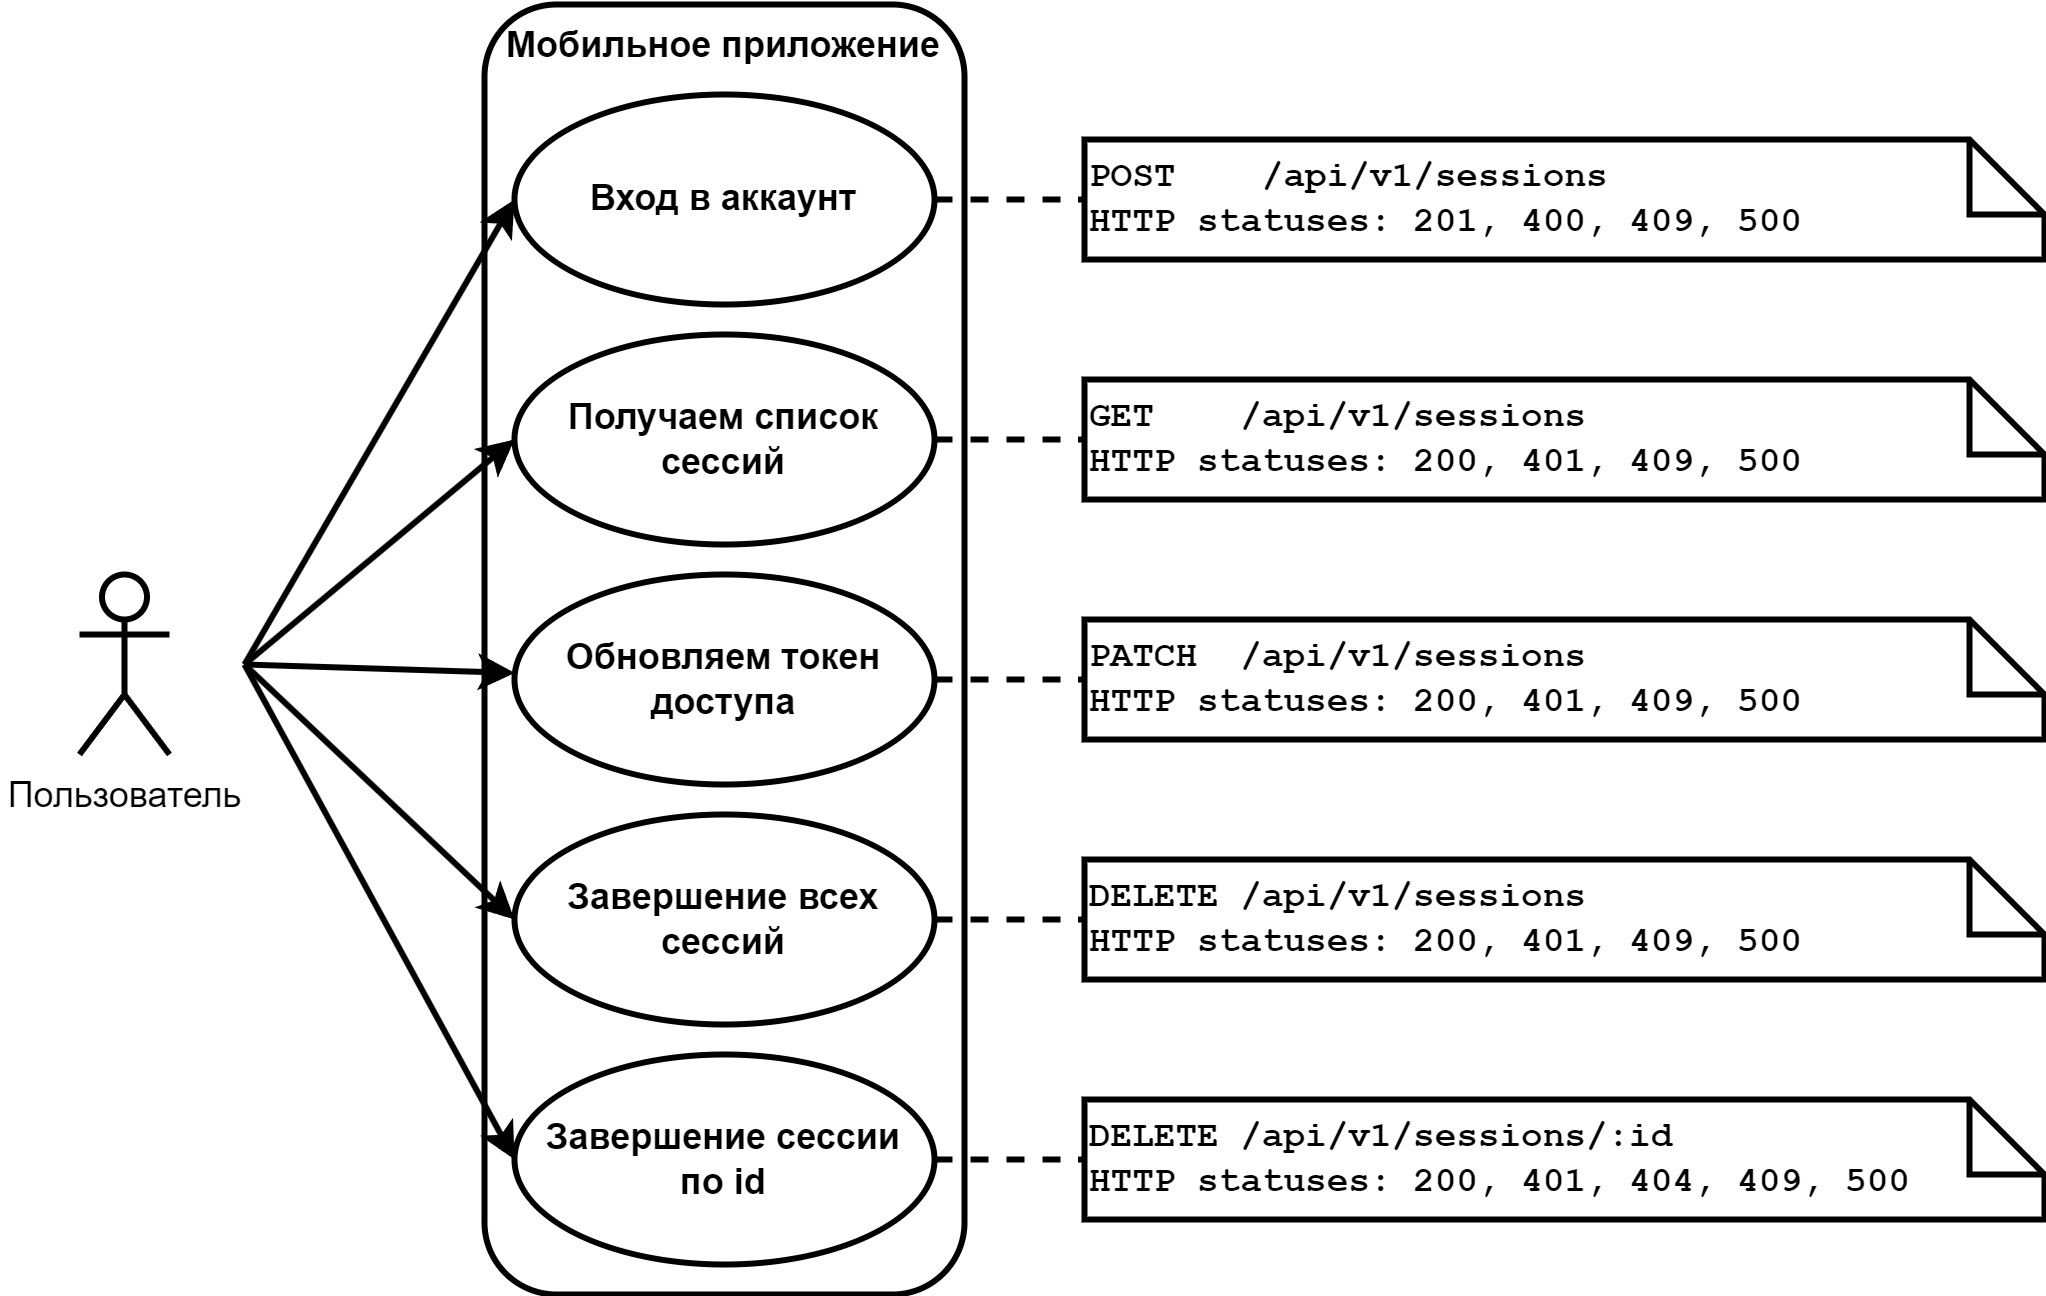 Мобильное приложение
Вход в аккаунт
POST    /api/v1/sessions
HTTP statuses: 201, 400, 409, 500
Получаем список
сессий
GET    /api/v1/sessions
HTTP statuses: 200, 401, 409, 500
Обновляем токен
доступа
PATCH  /api/v1/sessions
HTTP statuses: 200, 401, 409, 500
Пользователь
Завершение всех
сессий
DELETE /api/v1/sessions
HTTP statuses: 200, 401, 409, 500
Завершение сессии
по id
DELETE /api/v1/sessions/:id
HTTP statuses: 200, 401, 404, 409, 500